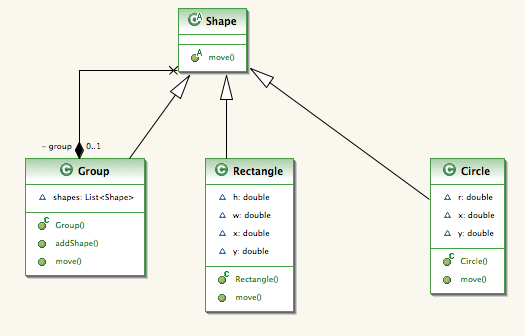 Shape
move()
– group 0..1
Group
shapes: List<Shape>
Group()
addShape()
move()
Rectangle
h: double
w: double
x: double
y: double
Rectangle()
move()
Circle
r: double
x: double
y: double
Circle()
move()